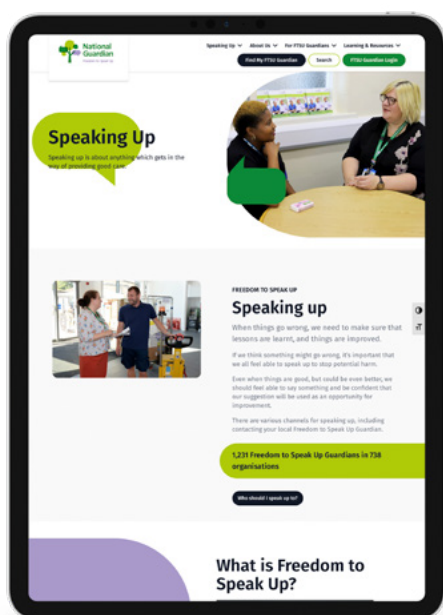 National
Guardian
Freedom to Speak Up
Speaking Up
About Us
For FTSU Guardians
Learning & Resources
Find My FTSU Guardian
Search
FTSU Guardian Login
Speaking Up
Speaking up is about anything which gets in the
way of providing good care.
FREEDOM TO SPEAK UP
Speaking up
When things go wrong, we need to make sure that
lessons are learnt, and things are improved.
If we think something might go wrong, it's important that
we all feel able to speak up to stop potential harm.
Even when things are good, but could be even better, we
should feel able to say something and be confident that
our suggestion will be used as an opportunity for
improvement.
There are various channels for speaking up, including
contacting your local Freedom to Speak Up Guardian.
1,231 Freedom to Speak Up Guardians in 738
organisations
Who should I speak up to?
What is Freedom to
Speak Up?